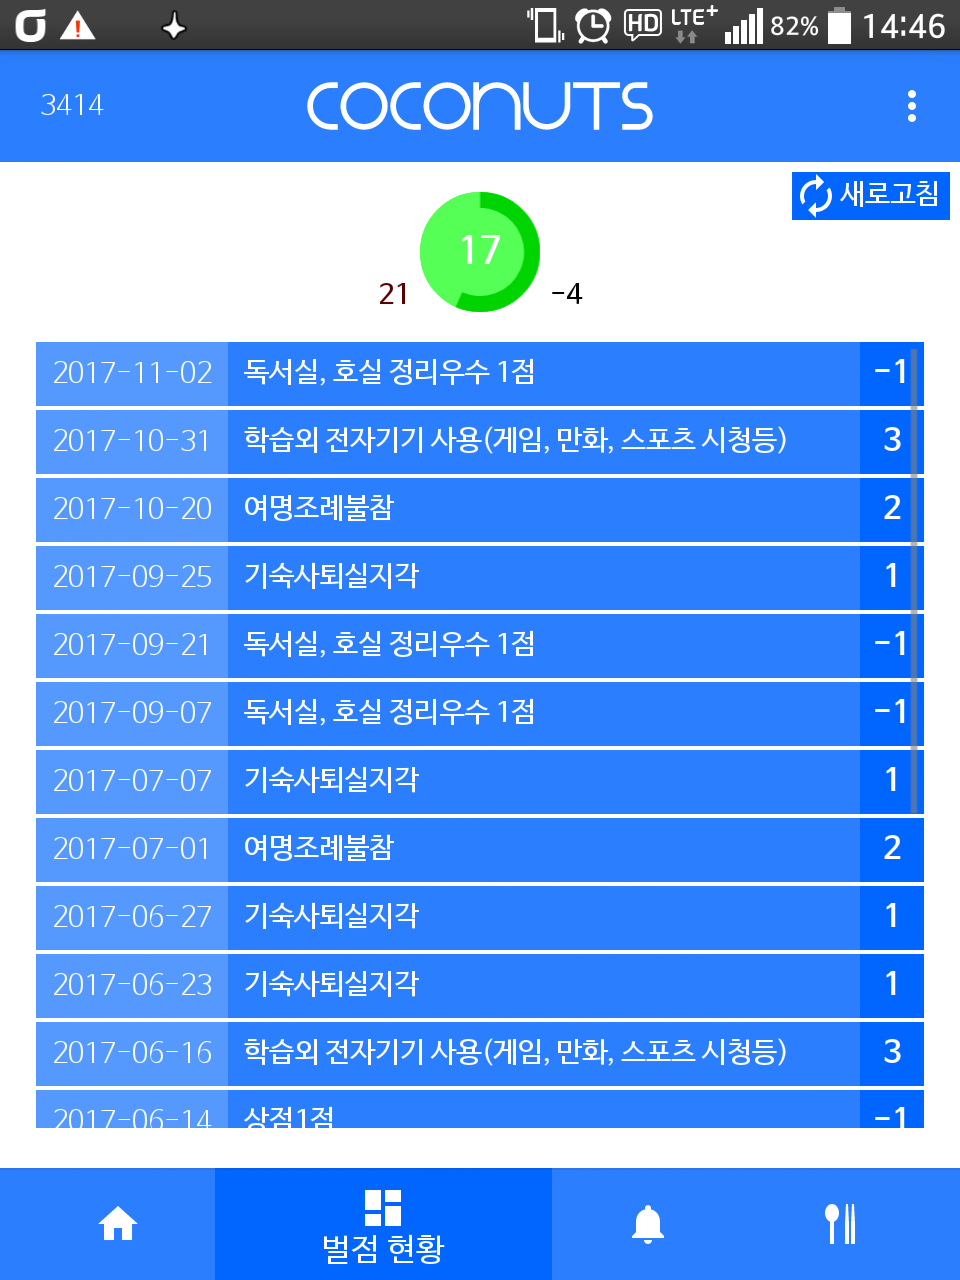 HD LTE+ 82% 14:46
3414 COCONUTS
새로고침
17
21 -4
2017-11-02 독서실, 호실 정리우수 1점 -1
2017-10-31 학습외 전자기기 사용(게임, 만화, 스포츠 시청등) 3
2017-10-20 여명조례불참 2
2017-09-25 기숙사퇴실지각 1
2017-09-21 독서실, 호실 정리우수 1점 -1
2017-09-07 독서실, 호실 정리우수 1점 -1
2017-07-07 기숙사퇴실지각 1
2017-07-01 여명조례불참 2
2017-06-27 기숙사퇴실지각 1
2017-06-23 기숙사퇴실지각 1
2017-06-16 학습외 전자기기 사용(게임, 만화, 스포츠 시청등) 3
2017-06-14 상점1점 -1
벌점 현황